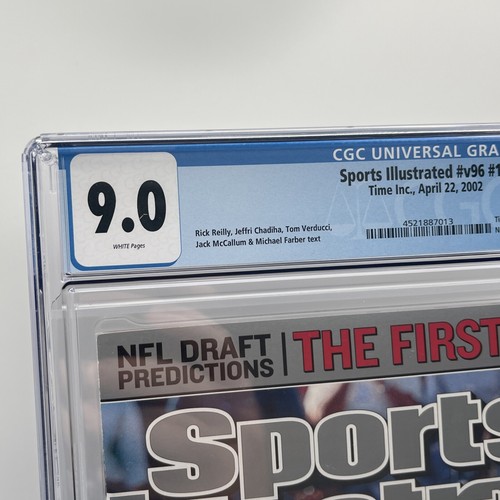 CGC UNIVERSAL GRA
Sports Illustrated #v96 #1
Time Inc., April 22, 2002
9.0
WHITE Pages
Rick Reilly, Jeffri Chadiha, Tom Verducci,
Jack McCallum & Michael Farber text
4521887013
NFL DRAFT
PREDICTIONS
THE FIRST
Sports